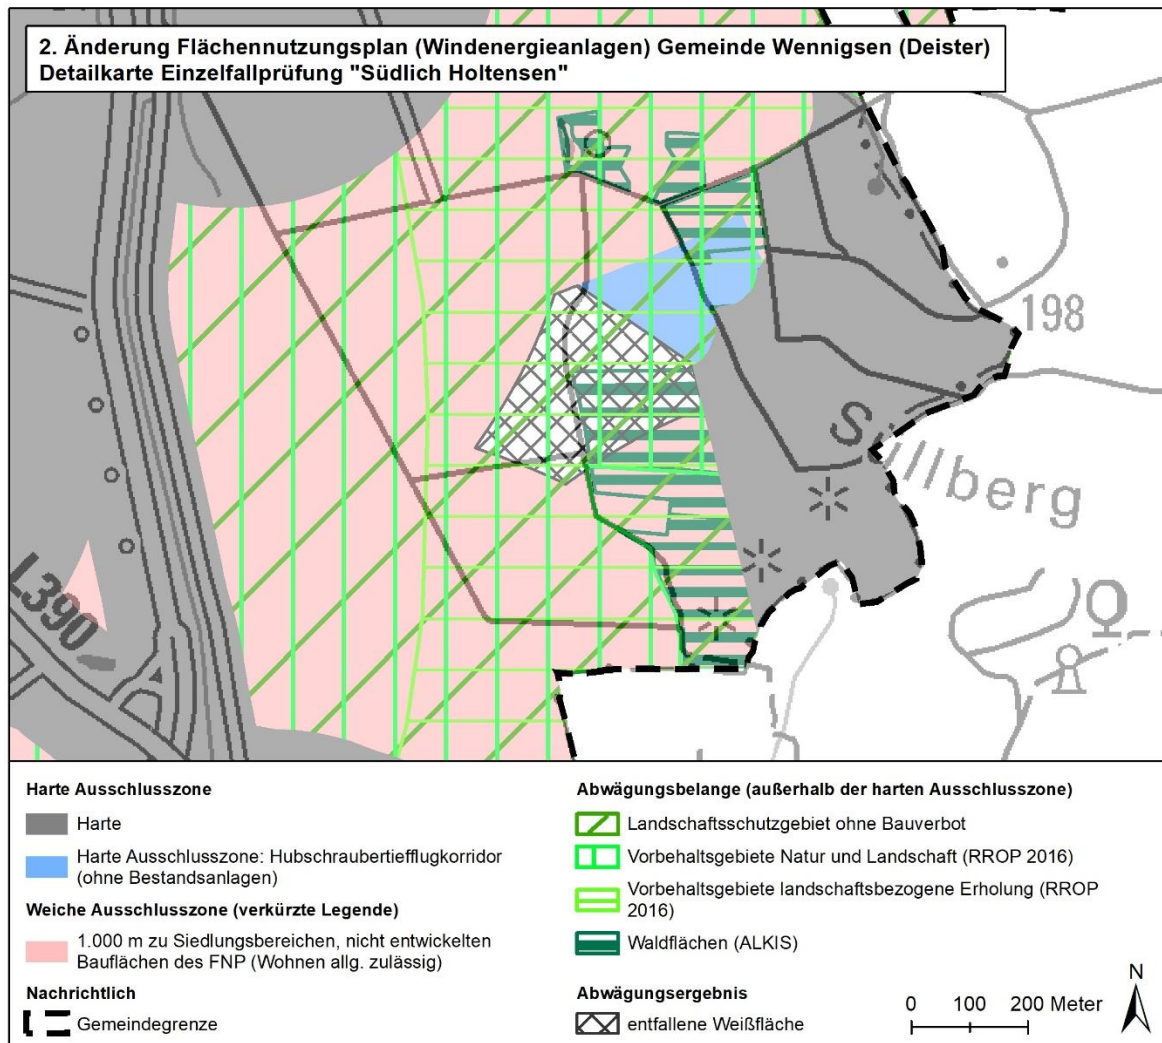 2. Änderung Flächennutzungsplan (Windenergieanlagen) Gemeinde Wennigsen (Deister)
Detailkarte Einzelfallprüfung "Südlich Holtensen"
198
Süllberg
L390
Harte Ausschlusszone
Harte
Harte Ausschlusszone: Hubschraubertiefflugkorridor
(ohne Bestandsanlagen)
Weiche Ausschlusszone (verkürzte Legende)
1.000 m zu Siedlungsbereichen, nicht entwickelten
Bauflächen des FNP (Wohnen allg. zulässig)
Nachrichtlich
Gemeindegrenze
Abwägungsbelange (außerhalb der harten Ausschlusszone)
Landschaftsschutzgebiet ohne Bauverbot
Vorbehaltsgebiete Natur und Landschaft (RROP 2016)
Vorbehaltsgebiete landschaftsbezogene Erholung (RROP
2016)
Waldflächen (ALKIS)
Abwägungsergebnis
entfallene Weißfläche
0 100 200 Meter
N